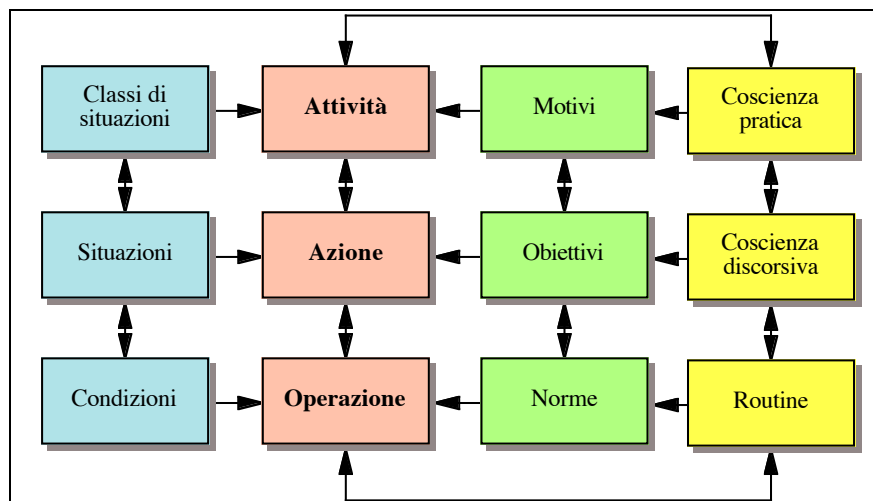 Classi di
situazioni
Attività
Motivi
Coscienza
pratica
Situazioni
Azione
Obiettivi
Coscienza
discorsiva
Condizioni
Operazione
Norme
Routine